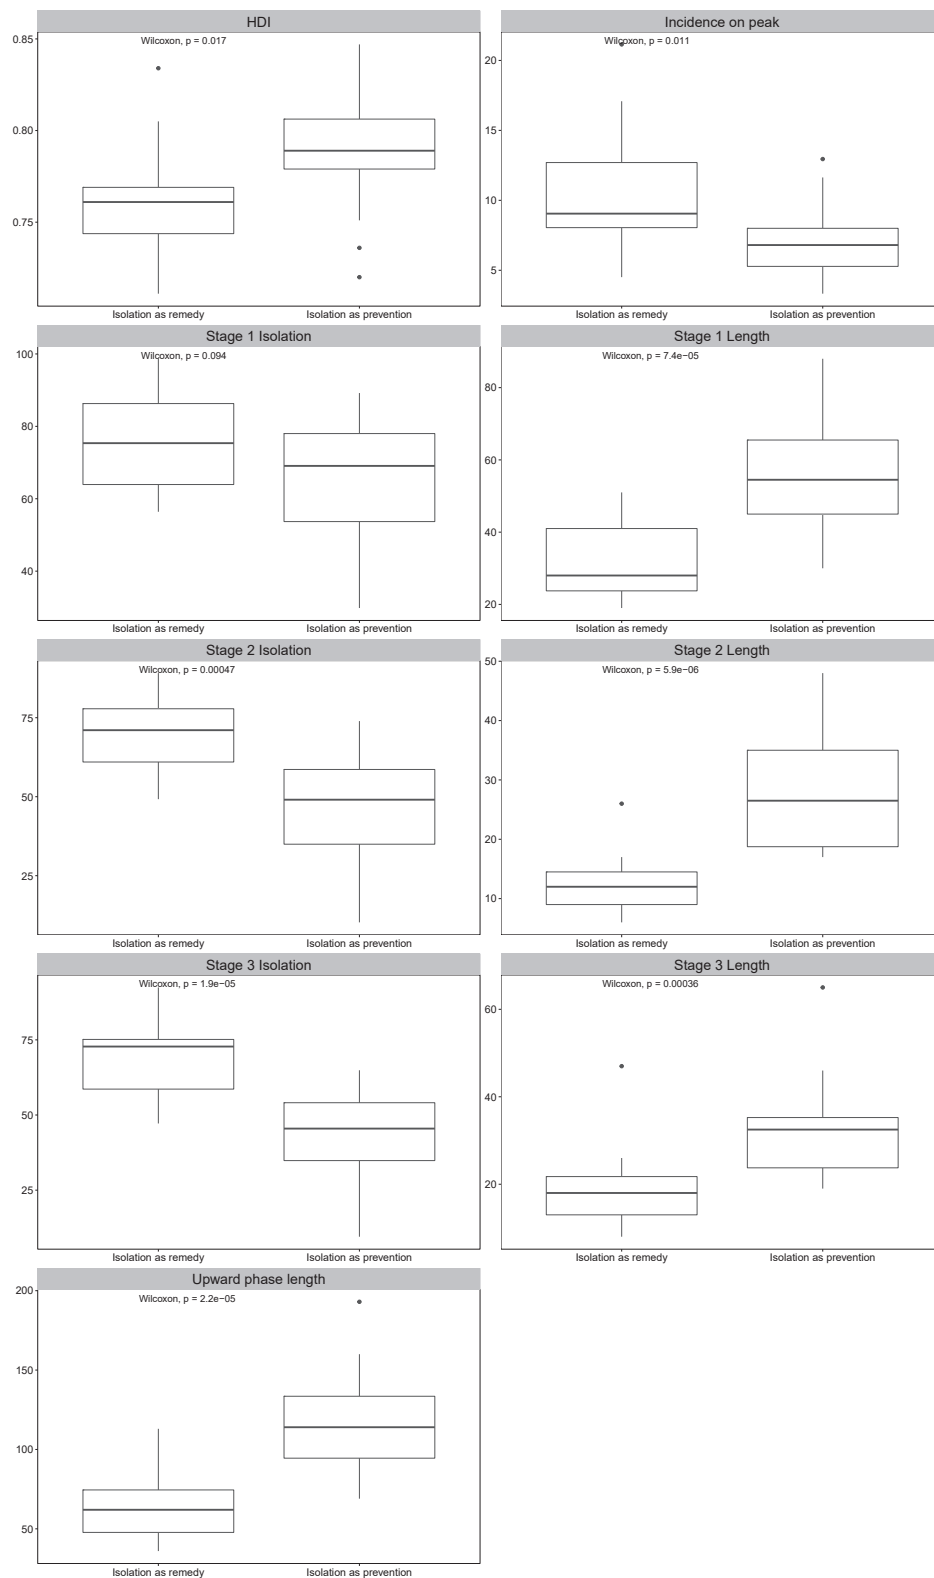 HDI
Wilcoxon, p = 0.017
0.85
0.80
0.75
Isolation as remedy
Isolation as prevention
Incidence on peak
Wilcoxon, p = 0.011
20
15
10
5
Isolation as remedy
Isolation as prevention
Stage 1 Isolation
Wilcoxon, p = 0.094
100
80
60
40
Isolation as remedy
Isolation as prevention
Stage 1 Length
Wilcoxon, p = 7.4e−05
80
60
40
20
Isolation as remedy
Isolation as prevention
Stage 2 Isolation
Wilcoxon, p = 0.00047
75
50
25
Isolation as remedy
Isolation as prevention
Stage 2 Length
Wilcoxon, p = 5.9e−06
50
40
30
20
10
Isolation as remedy
Isolation as prevention
Stage 3 Isolation
Wilcoxon, p = 1.9e−05
75
50
25
Isolation as remedy
Isolation as prevention
Stage 3 Length
Wilcoxon, p = 0.00036
60
40
20
Isolation as remedy
Isolation as prevention
Upward phase length
Wilcoxon, p = 2.2e−05
200
150
100
50
Isolation as remedy
Isolation as prevention